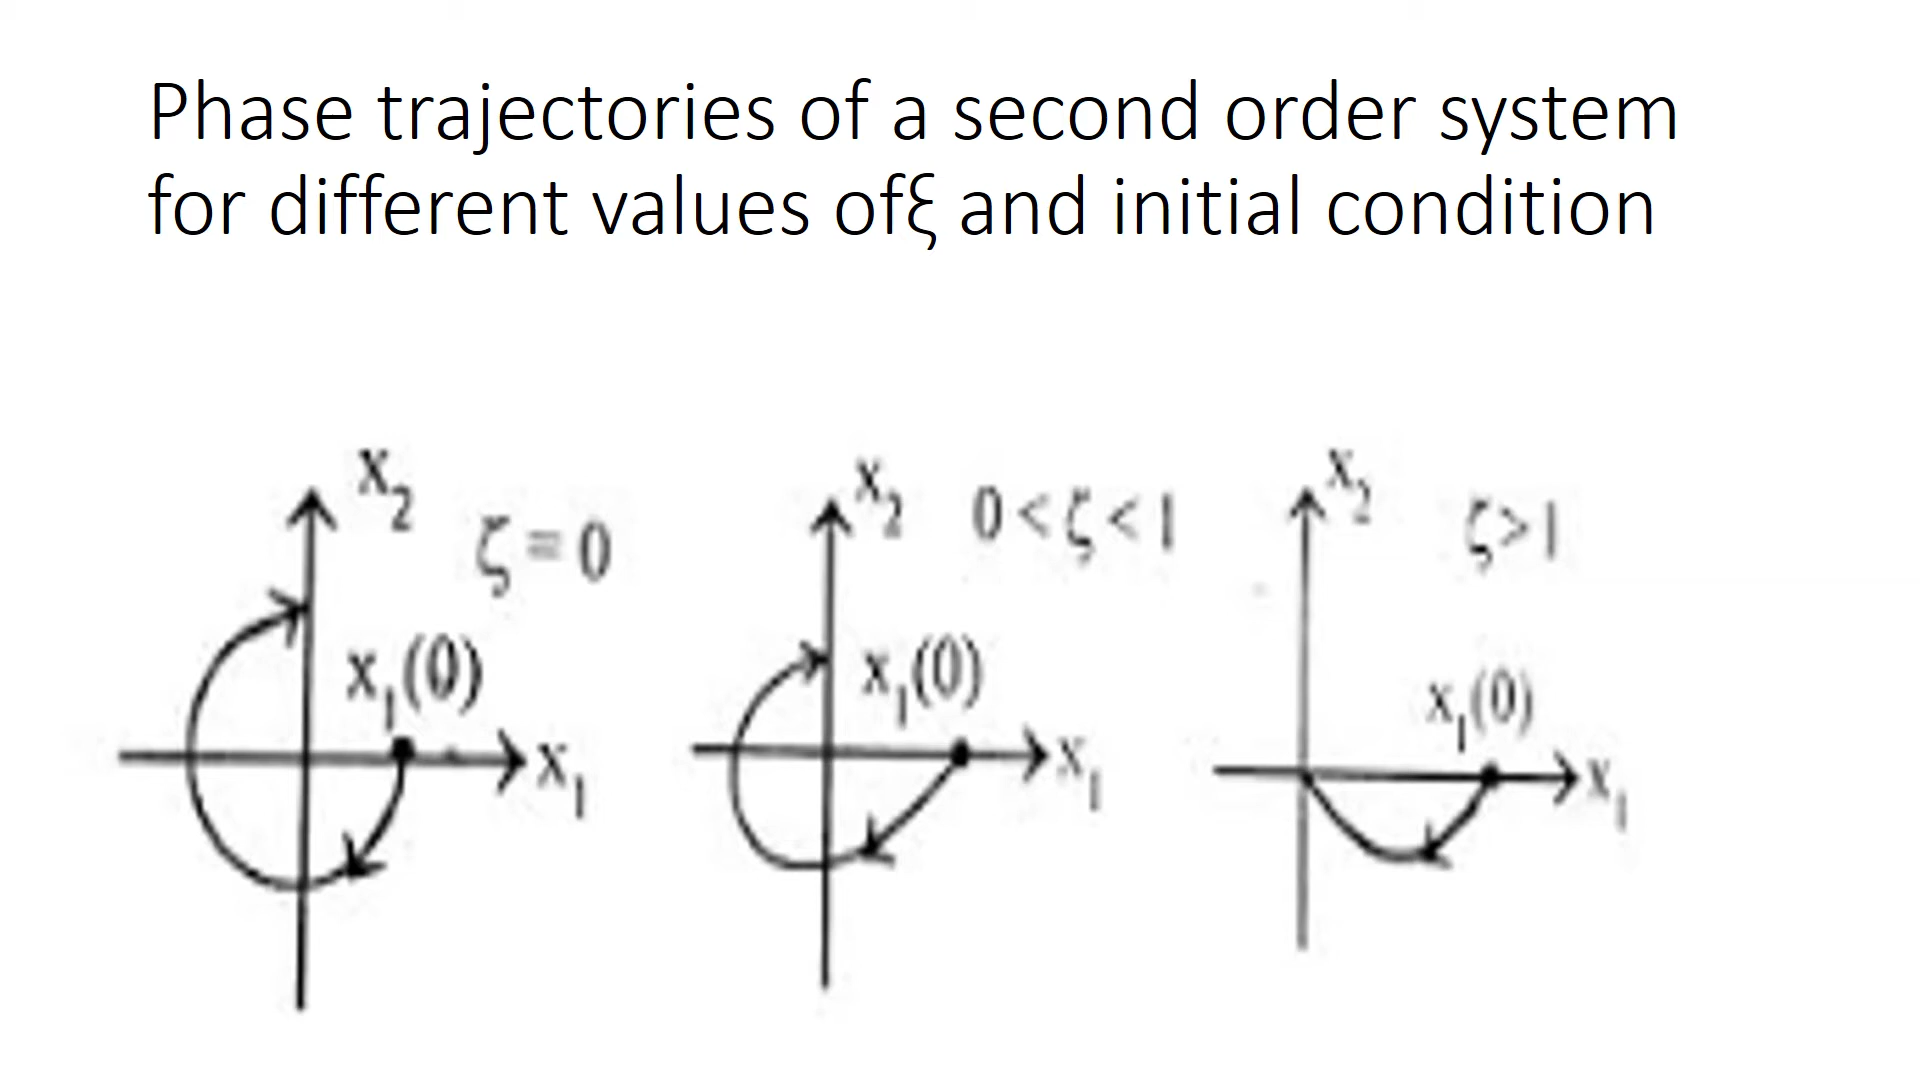 Phase trajectories of a second order system
for different values ofξ and initial condition
x₂
ζ = 0
x₁(0)
x₁
x₂
0 < ζ < 1
x₁(0)
x₁
x₂
ζ > 1
x₁(0)
x₁